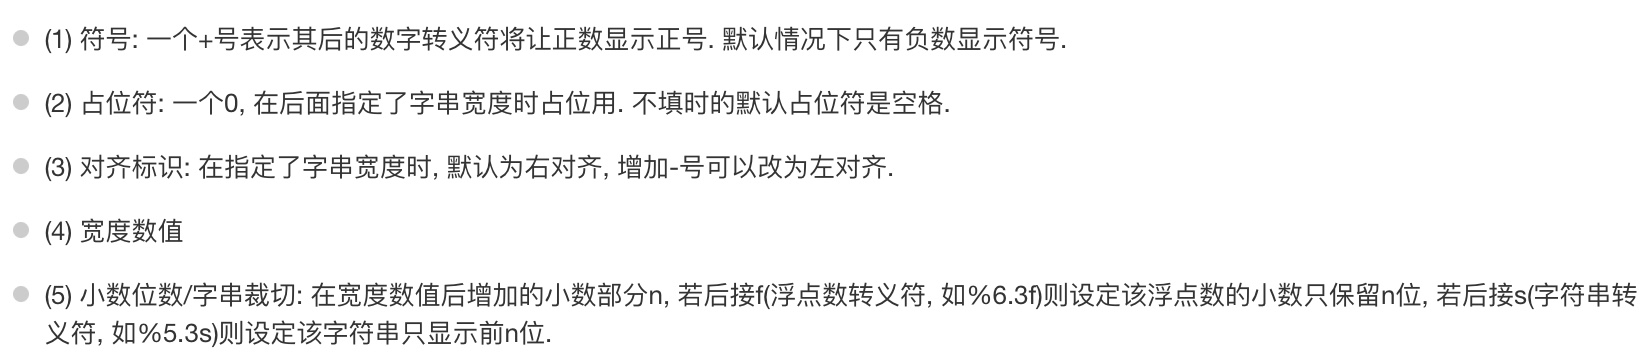 (1) 符号: 一个+号表示其后的数字转义符将让正数显示正号. 默认情况下只有负数显示符号.
(2) 占位符: 一个0, 在后面指定了字串宽度时占位用. 不填时的默认占位符是空格.
(3) 对齐标识: 在指定了字串宽度时, 默认为右对齐, 增加-号可以改为左对齐.
(4) 宽度数值
(5) 小数位数/字串裁切: 在宽度数值后增加的小数部分n, 若后接f(浮点数转义符, 如%6.3f)则设定该浮点数的小数只保留n位, 若后接s(字符串转
义符, 如%5.3s)则设定该字符串只显示前n位.